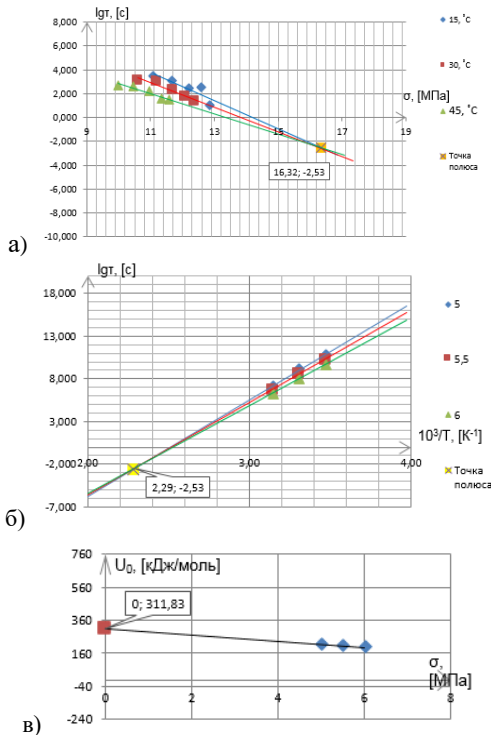 lgτ, [c]
8,000
6,000
4,000
2,000
0,000
-2,000
-4,000
-6,000
-8,000
-10,000
9
11
13
15
17
19
σ, [МПа]
16,32; -2,53
15, ˚C
30, ˚C
45, ˚C
Точка полюса
а)
lgτ, [c]
18,000
13,000
8,000
3,000
-2,000
-7,000
2,00
3,00
4,00
10³/T, [K⁻¹]
2,29; -2,53
5
5,5
6
Точка полюса
б)
U₀, [кДж/моль]
760
560
360
160
-40
-240
0; 311,83
0
2
4
6
8
σ,
[МПа]
в)